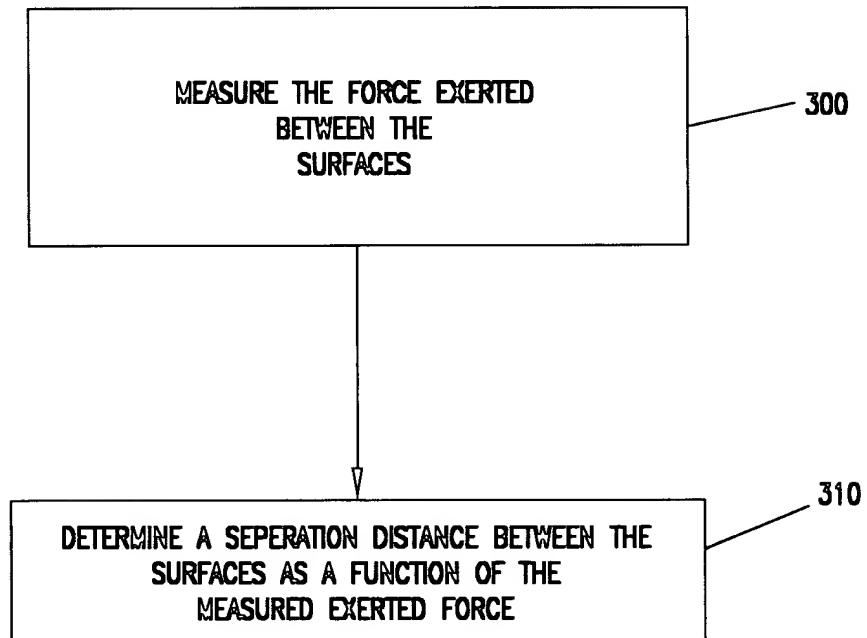 MEASURE THE FORCE EXERTED
BETWEEN THE
SURFACES
300
310
DETERMINE A SEPERATION DISTANCE BETWEEN THE
SURFACES AS A FUNCTION OF THE
MEASURED EXERTED FORCE